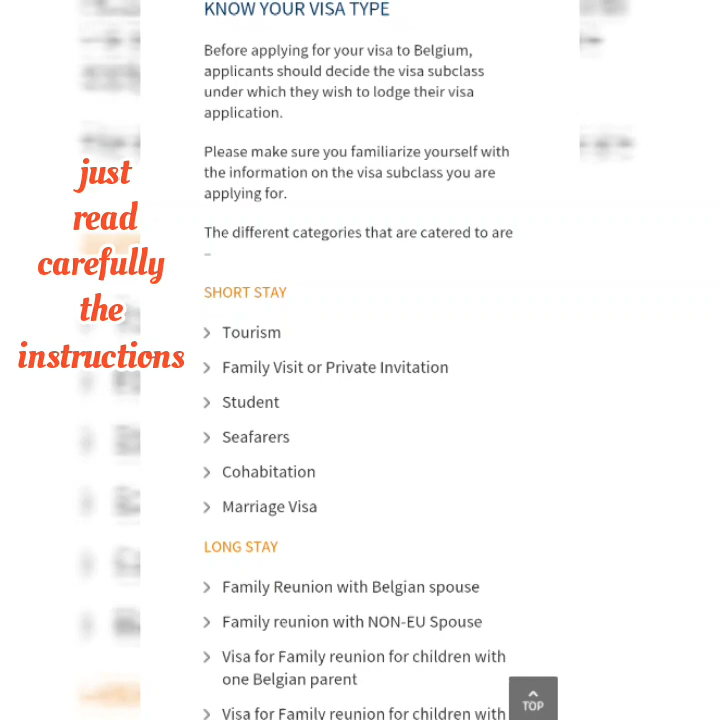 KNOW YOUR VISA TYPE
Before applying for your visa to Belgium,
applicants should decide the visa subclass
under which they wish to lodge their visa
application.
Please make sure you familiarize yourself with
the information on the visa subclass you are
applying for.
The different categories that are catered to are
–
just
read
carefully
the
instructions
SHORT STAY
Tourism
Family Visit or Private Invitation
Student
Seafarers
Cohabitation
Marriage Visa
LONG STAY
Family Reunion with Belgian spouse
Family reunion with NON-EU Spouse
Visa for Family reunion for children with
one Belgian parent
Visa for Family reunion for children with
TOP